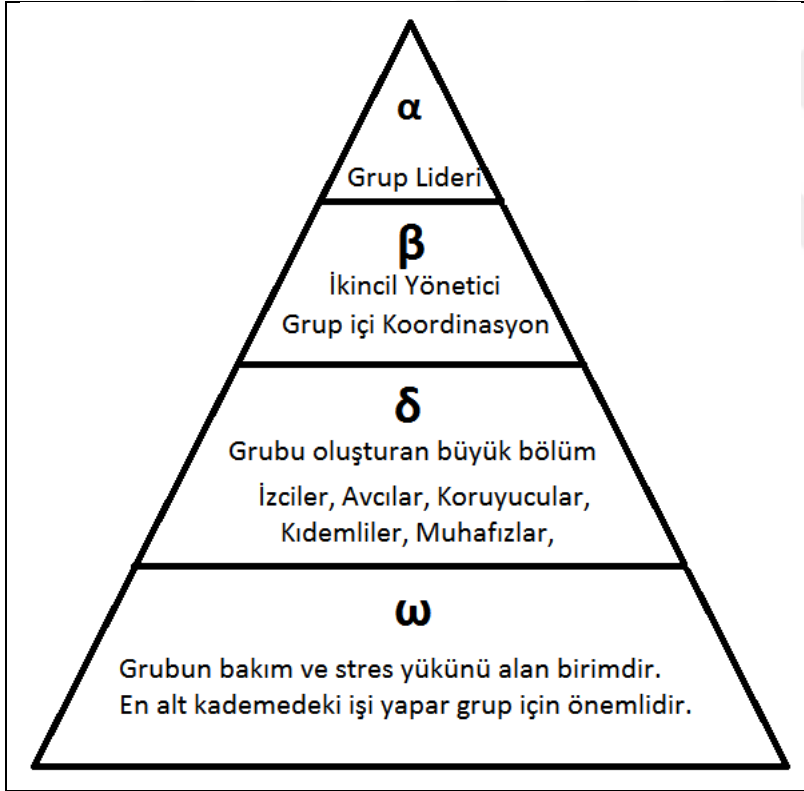 α
Grup Lideri
β
İkincil Yönetici
Grup içi Koordinasyon
δ
Grubu oluşturan büyük bölüm
İzciler, Avcılar, Koruyucular,
Kıdemliler, Muhafızlar,
ω
Grubun bakım ve stres yükünü alan birimdir.
En alt kademedeki işi yapar grup için önemlidir.